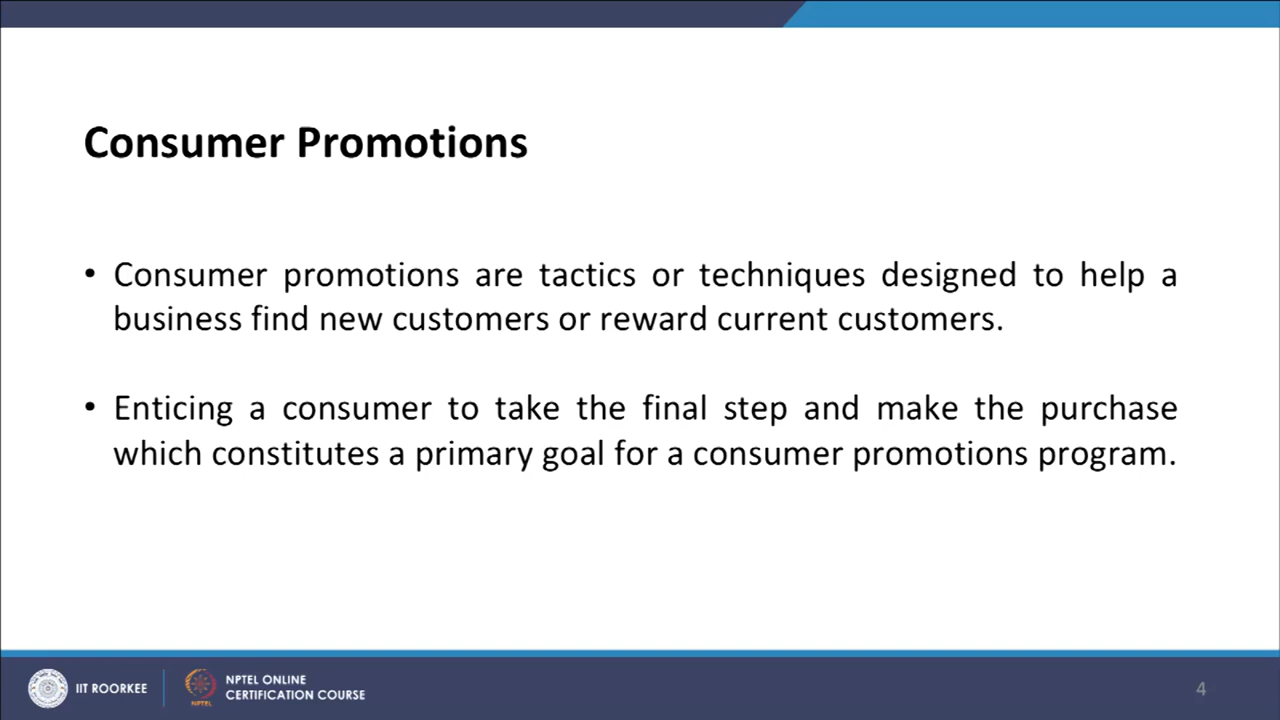 Consumer Promotions
• Consumer promotions are tactics or techniques designed to help a
business find new customers or reward current customers.
• Enticing a consumer to take the final step and make the purchase
which constitutes a primary goal for a consumer promotions program.
IIT ROORKEE
NPTEL
NPTEL ONLINE
CERTIFICATION COURSE
4